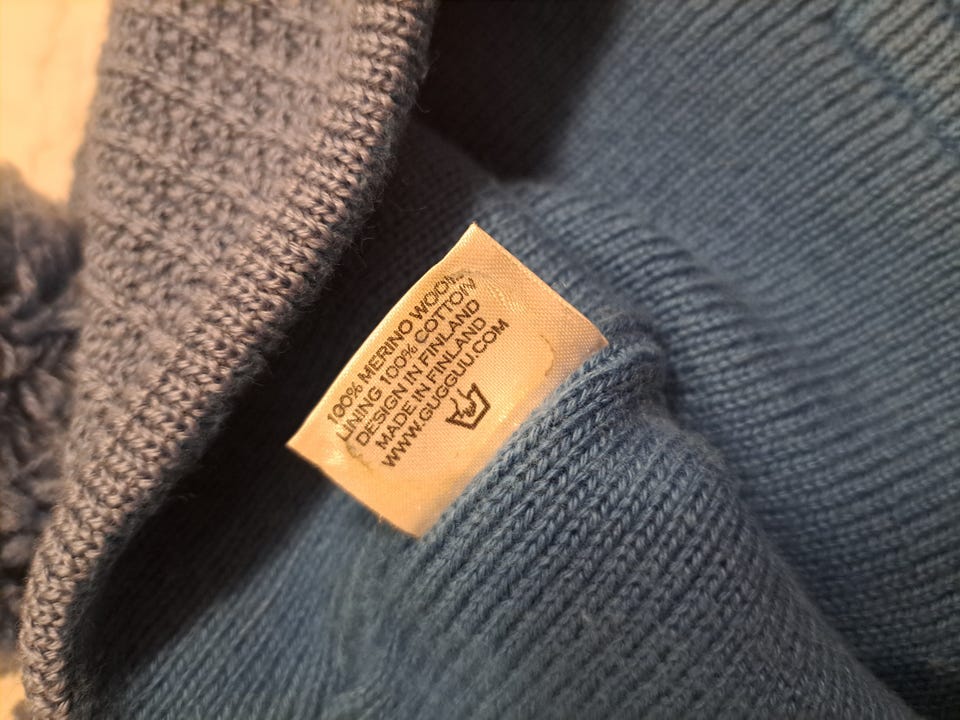 100% MERINO WOOL
LINING 100% COTTON
DESIGN IN FINLAND
MADE IN FINLAND
WWW.GUGGUU.COM